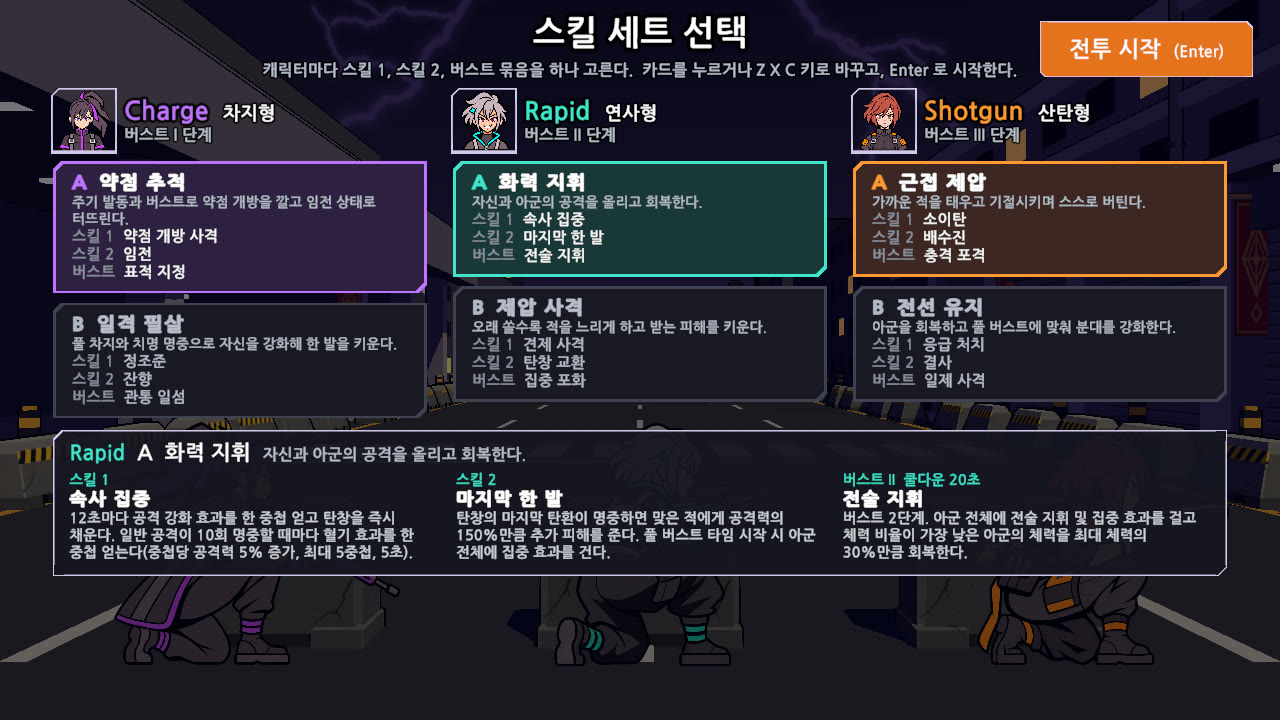 스킬 세트 선택
전투 시작 (Enter)
캐릭터마다 스킬 1, 스킬 2, 버스트 묶음을 하나 고른다. 카드를 누르거나 Z X C 키로 바꾸고, Enter 로 시작한다.
Charge 차지형
버스트 I 단계
Rapid 연사형
버스트 II 단계
Shotgun 산탄형
버스트 III 단계
A 약점 추적
주기 발동과 버스트로 약점 개방을 깔고 임전 상태로
터뜨린다.
스킬 1 약점 개방 사격
스킬 2 임전
버스트 표적 지정
A 화력 지휘
자신과 아군의 공격을 올리고 회복한다.
스킬 1 속사 집중
스킬 2 마지막 한 발
버스트 전술 지휘
A 근접 제압
가까운 적을 태우고 기절시키며 스스로 버틴다.
스킬 1 소이탄
스킬 2 배수진
버스트 충격 포격
B 일격 필살
풀 차지와 치명 명중으로 자신을 강화해 한 발을 키운다.
스킬 1 정조준
스킬 2 잔향
버스트 관통 일섬
B 제압 사격
오래 쏠수록 적을 느리게 하고 받는 피해를 키운다.
스킬 1 견제 사격
스킬 2 탄창 교환
버스트 집중 포화
B 전선 유지
아군을 회복하고 풀 버스트에 맞춰 분대를 강화한다.
스킬 1 응급 처치
스킬 2 결사
버스트 일제 사격
Rapid A 화력 지휘 자신과 아군의 공격을 올리고 회복한다.
스킬 1
속사 집중
12초마다 공격 강화 효과를 한 중첩 얻고 탄창을 즉시
채운다. 일반 공격이 10회 명중할 때마다 혈기 효과를 한
중첩 얻는다(중첩당 공격력 5% 증가, 최대 5중첩, 5초).
스킬 2
마지막 한 발
탄창의 마지막 탄환이 명중하면 맞은 적에게 공격력의
150%만큼 추가 피해를 준다. 풀 버스트 타임 시작 시 아군
전체에 집중 효과를 건다.
버스트 II 쿨다운 20초
전술 지휘
버스트 2단계. 아군 전체에 전술 지휘 및 집중 효과를 걸고
체력 비율이 가장 낮은 아군의 체력을 최대 체력의
30%만큼 회복한다.